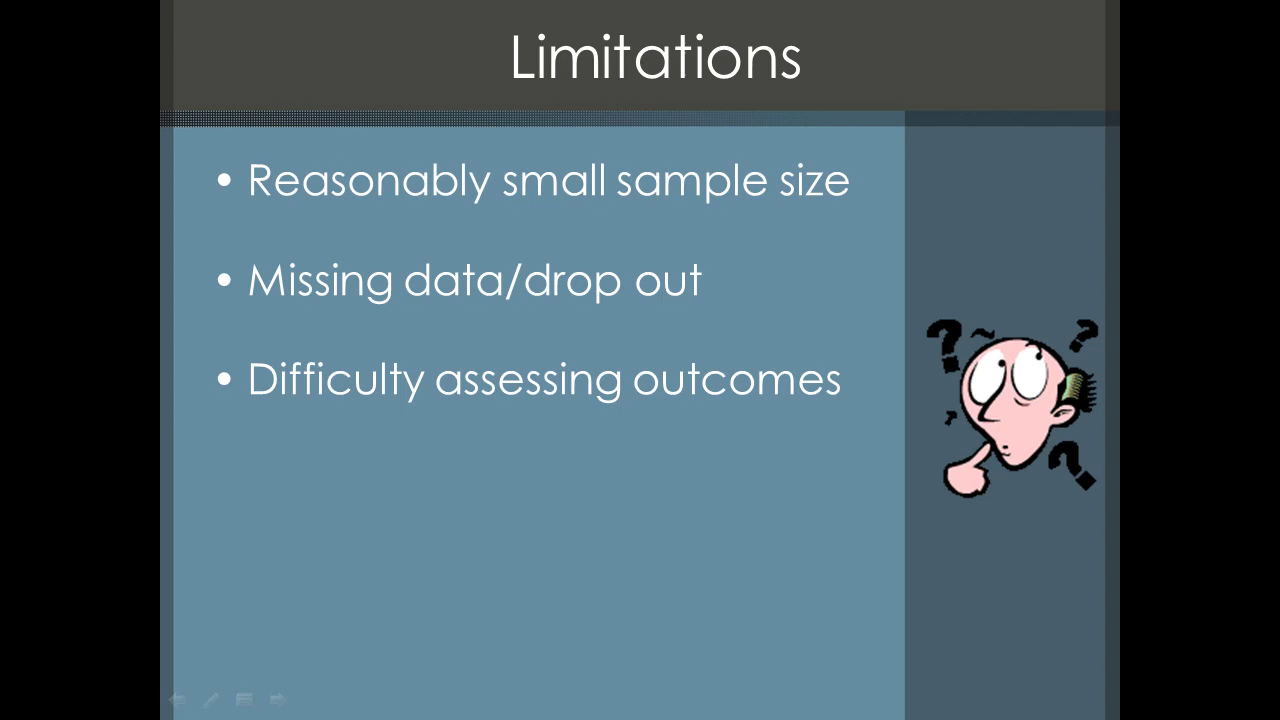 Limitations
• Reasonably small sample size
• Missing data/drop out
• Difficulty assessing outcomes